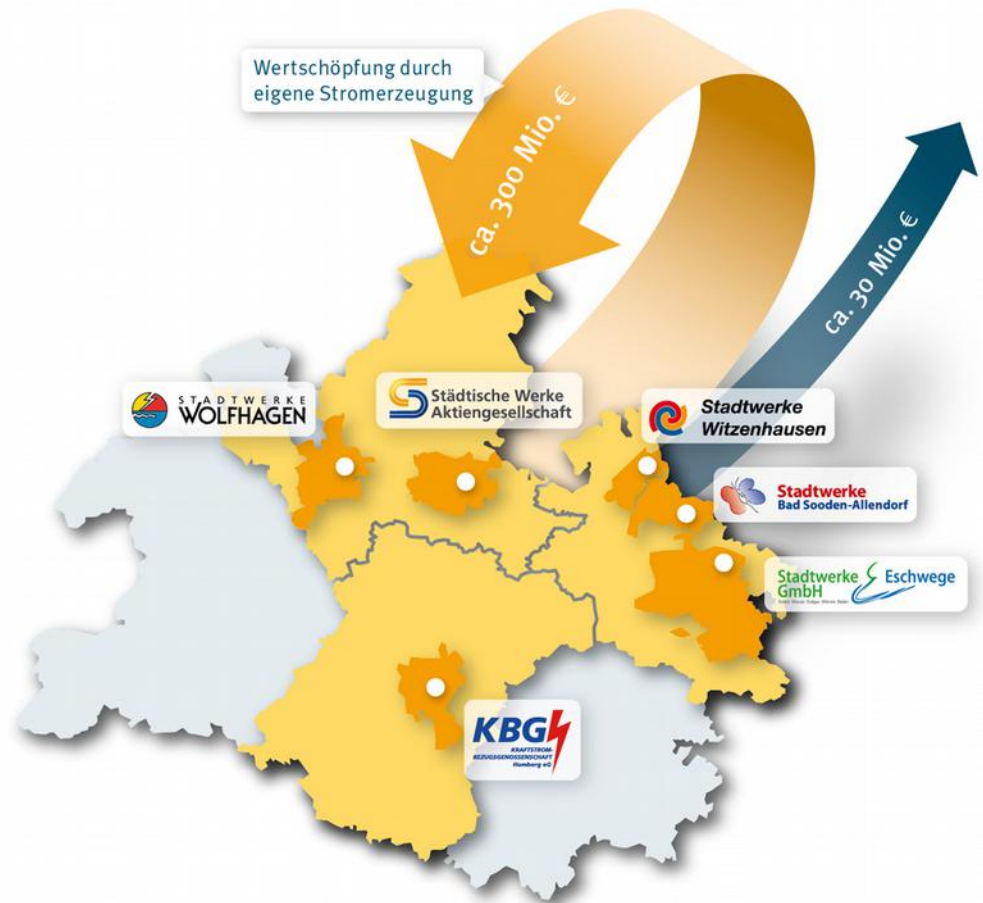 Wertschöpfung durch
eigene Stromerzeugung
ca. 300 Mio. €
ca. 30 Mio. €
STADTWERKE
WOLFHAGEN
Städtische Werke
Aktiengesellschaft
Stadtwerke
Witzenhausen
Stadtwerke
Bad Sooden-Allendorf
Stadtwerke Eschwege
GmbH
KBG
KRAFTSTROM-
BEZUGSGENOSSENSCHAFT
Homberg eG